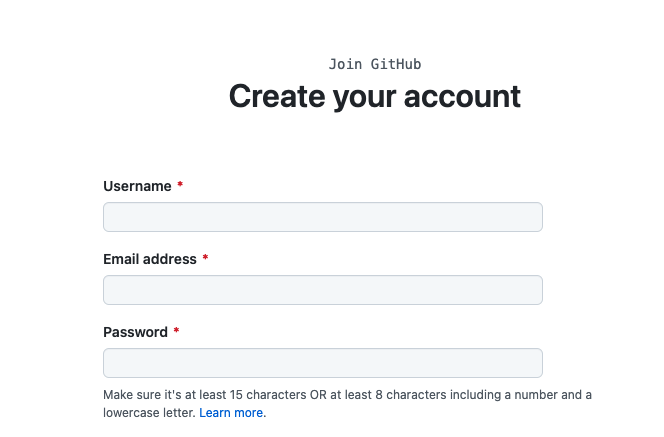 Join GitHub
Create your account
Username *
Email address *
Password *
Make sure it's at least 15 characters OR at least 8 characters including a number and a
lowercase letter. Learn more.